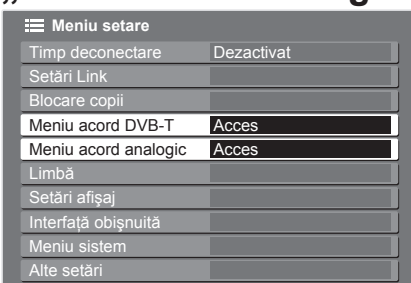 Meniu setare
Timp deconectare Dezactivat
Setări Link
Blocare copii
Meniu acord DVB-T Acces
Meniu acord analogic Acces
Limbă
Setări afişaj
Interfaţă obişnuită
Meniu sistem
Alte setări